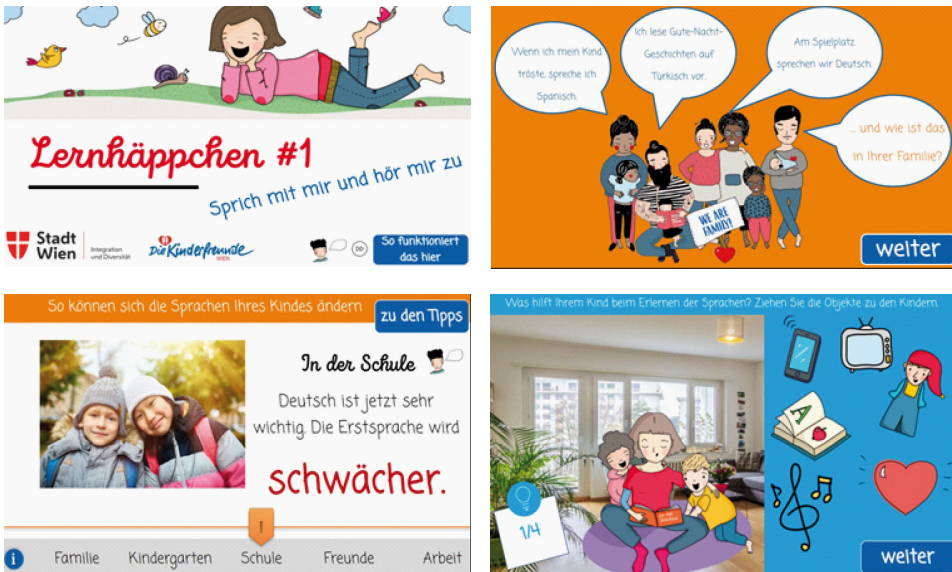 Lernhäppchen #1
Sprich mit mir und hör mir zu
Stadt
Wien
Integration
und Diversität
Die Kinderfreunde
WIEN
So funktioniert
das hier
Wenn ich mein Kind
tröste, spreche ich
Spanisch.
Ich lese Gute-Nacht-
Geschichten auf
Türkisch vor.
Am Spielplatz
sprechen wir Deutsch.
... und wie ist das
in Ihrer Familie?
WE ARE
FAMILY!
weiter
So können sich die Sprachen Ihres Kindes ändern
zu den Tipps
In der Schule
Deutsch ist jetzt sehr
wichtig. Die Erstsprache wird
schwächer.
i
Familie
Kindergarten
Schule
Freunde
Arbeit
Was hilft Ihrem Kind beim Erlernen der Sprachen? Ziehen Sie die Objekte zu den Kindern.
A
1/4
weiter